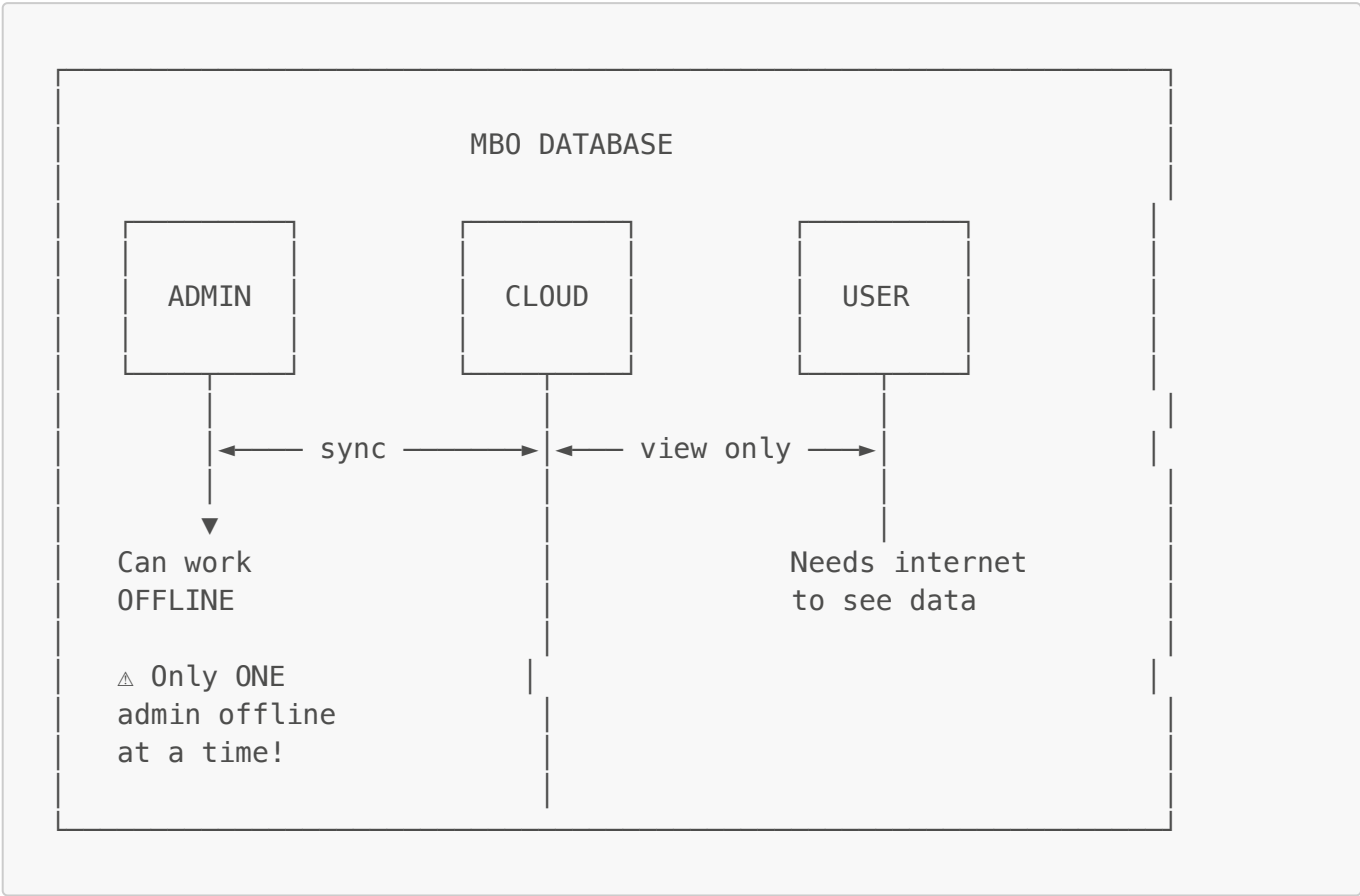 MBO DATABASE
ADMIN CLOUD USER
sync view only
Can work Needs internet
OFFLINE to see data
⚠ Only ONE
admin offline
at a time!